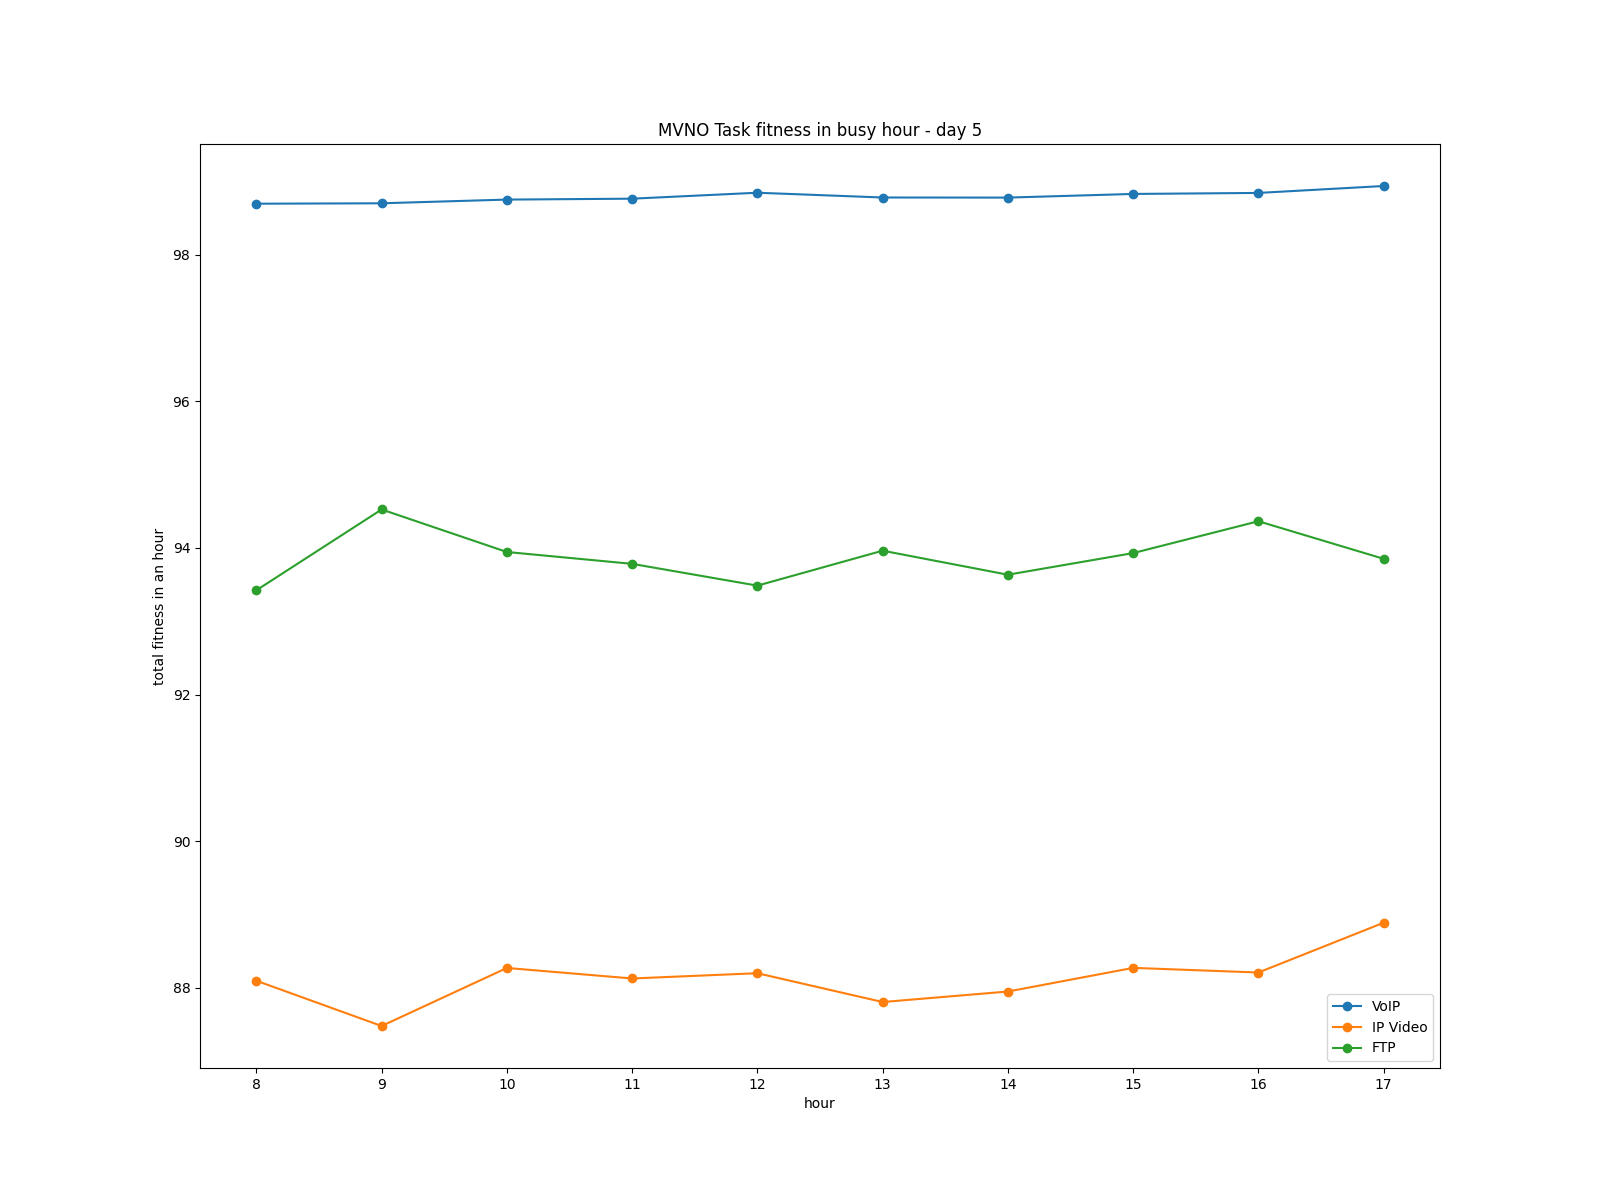 MVNO Task fitness in busy hour - day 5
total fitness in an hour
98
96
94
92
90
88
8 9 10 11 12 13 14 15 16 17
hour
VoIP
IP Video
FTP